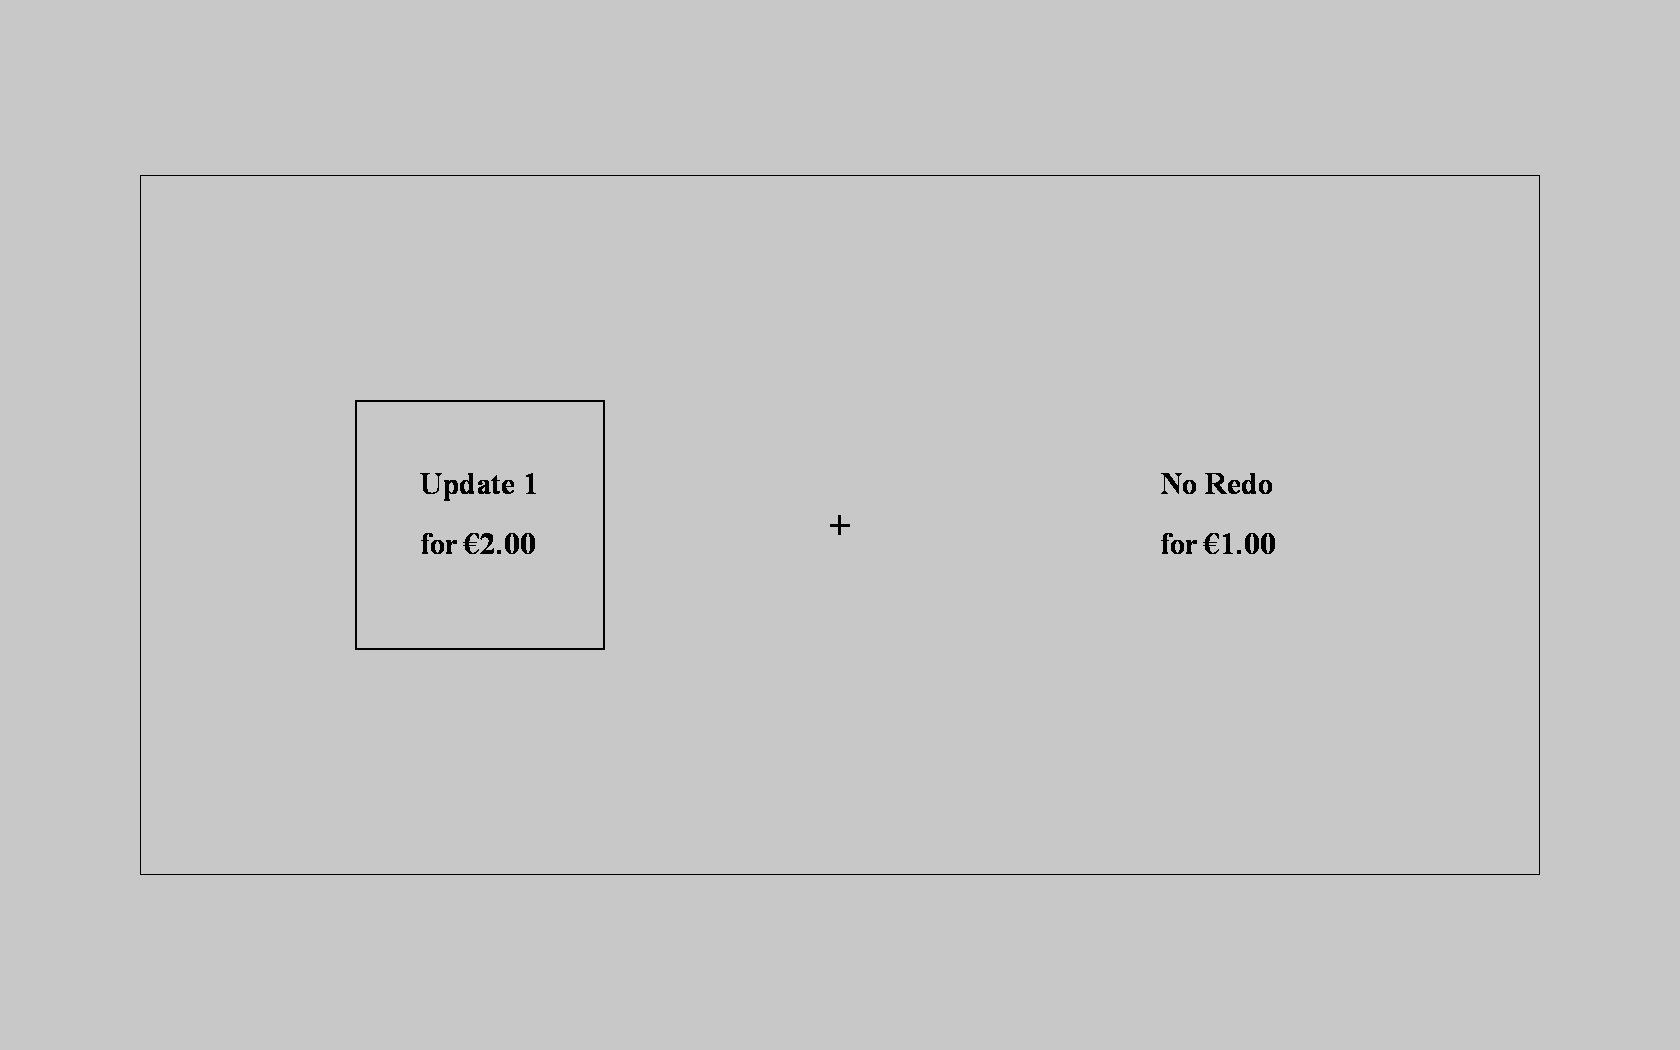 Update 1
for €2.00
+
No Redo
for €1.00